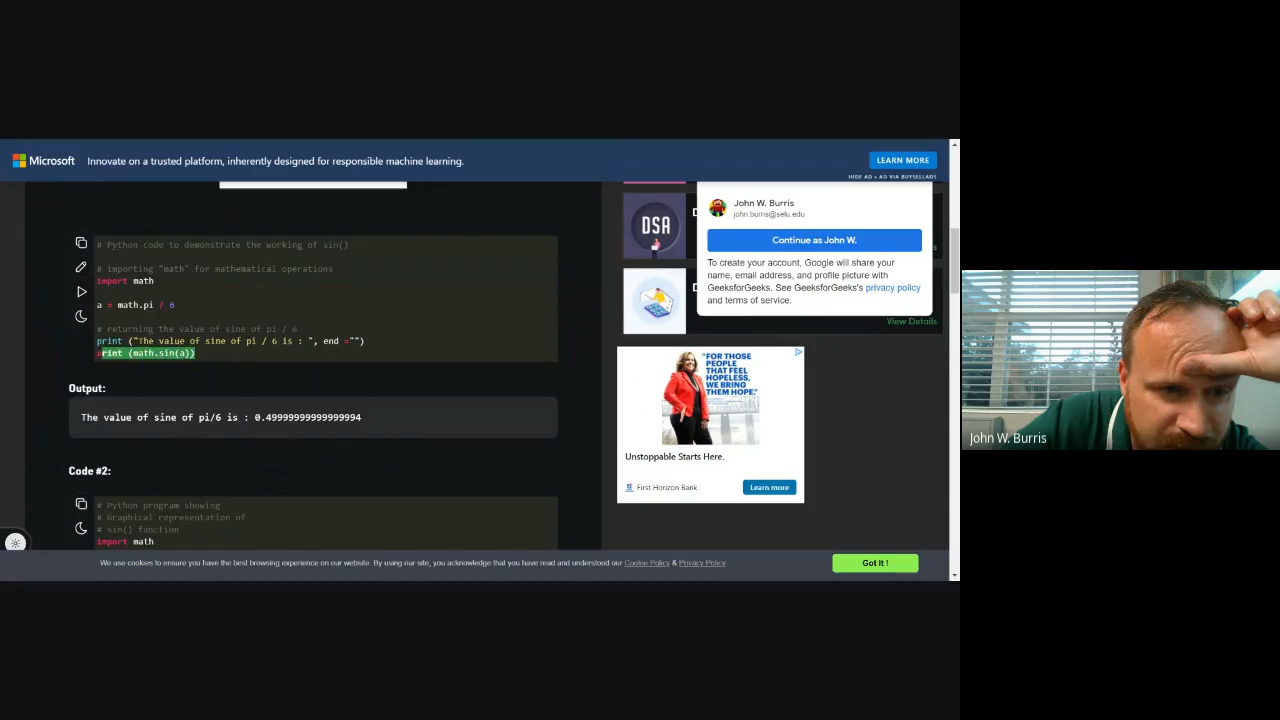 Microsoft
Innovate on a trusted platform, inherently designed for responsible machine learning.
LEARN MORE
HIDE AD • AD VIA BUYSELLADS
# Python code to demonstrate the working of sin()
# importing "math" for mathematical operations
import math
a = math.pi / 6
# returning the value of sine of pi / 6
print ("The value of sine of pi / 6 is : ", end ="")
print (math.sin(a))
Output:
The value of sine of pi/6 is : 0.49999999999999994
Code #2:
# Python program showing
# Graphical representation of
# sin() function
import math
DSA
D
D
John W. Burris
john.burris@selu.edu
Continue as John W.
To create your account, Google will share your
name, email address, and profile picture with
GeeksforGeeks. See GeeksforGeeks's privacy policy
and terms of service.
View Details
"FOR THOSE
PEOPLE
THAT FEEL
HOPELESS,
WE BRING
THEM HOPE."
Unstoppable Starts Here.
First Horizon Bank
Learn more
We use cookies to ensure you have the best browsing experience on our website. By using our site, you acknowledge that you have read and understood our Cookie Policy & Privacy Policy
Got It !
John W. Burris